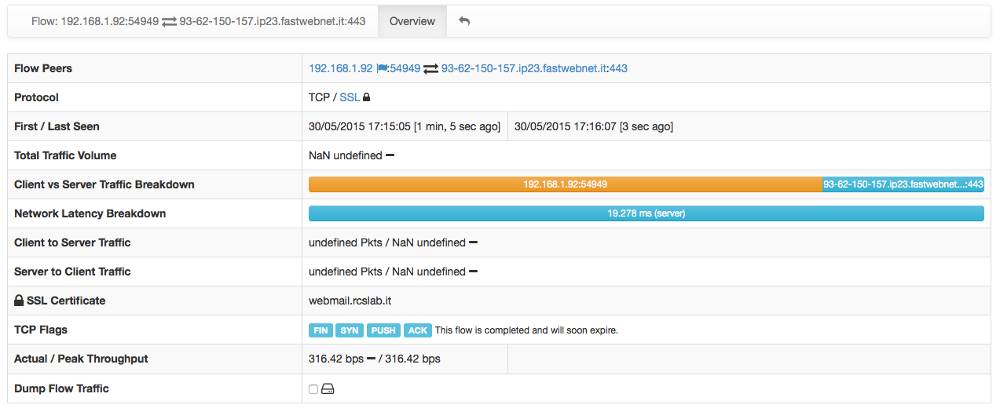 Flow: 192.168.1.92:54949 93-62-150-157.ip23.fastwebnet.it:443 Overview
Flow Peers 192.168.1.92 :54949 93-62-150-157.ip23.fastwebnet.it:443
Protocol TCP / SSL
First / Last Seen 30/05/2015 17:15:05 [1 min, 5 sec ago] 30/05/2015 17:16:07 [3 sec ago]
Total Traffic Volume NaN undefined
Client vs Server Traffic Breakdown 192.168.1.92:54949 93-62-150-157.ip23.fastwebnet...:443
Network Latency Breakdown 19.278 ms (server)
Client to Server Traffic undefined Pkts / NaN undefined
Server to Client Traffic undefined Pkts / NaN undefined
SSL Certificate webmail.rcslab.it
TCP Flags FIN SYN PUSH ACK This flow is completed and will soon expire.
Actual / Peak Throughput 316.42 bps / 316.42 bps
Dump Flow Traffic